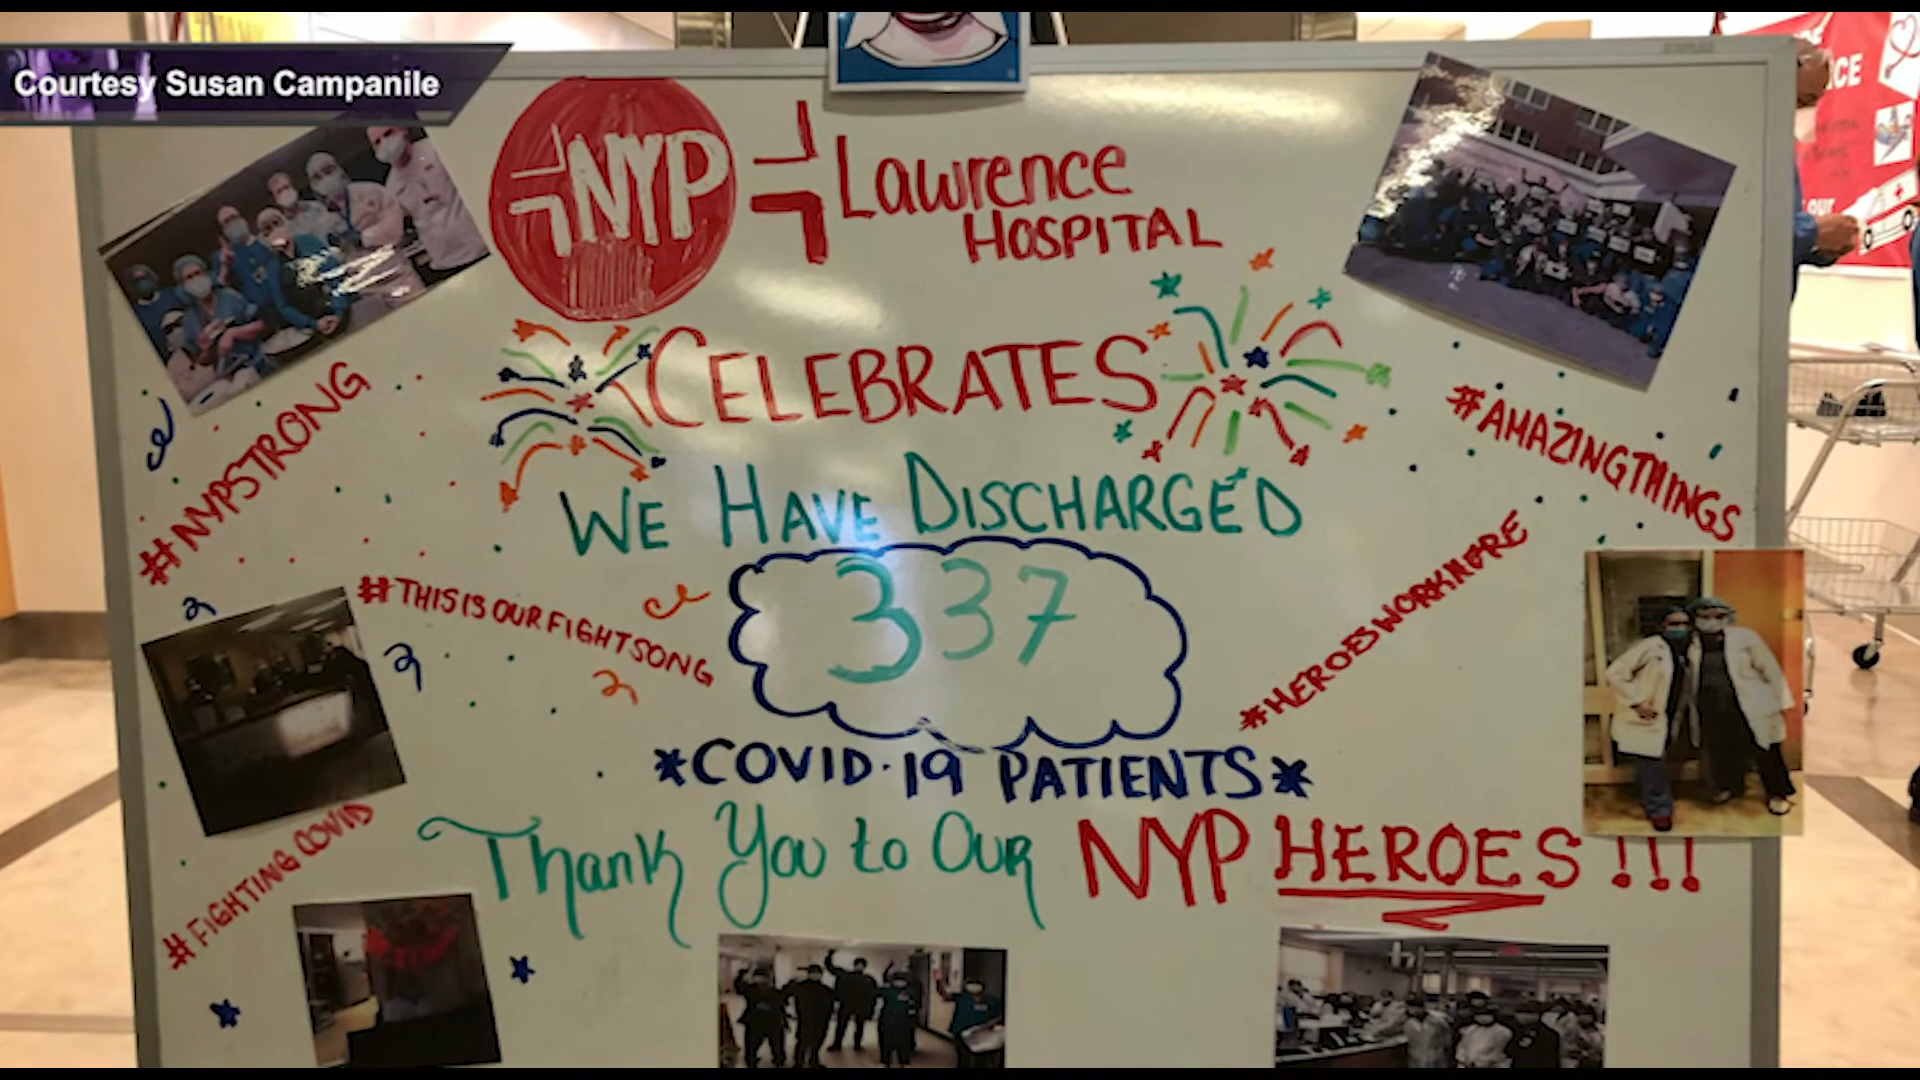 Courtesy Susan Campanile
NYP
Lawrence
HOSPITAL
CELEBRATES
#NYPSTRONG
#AMAZINGTHINGS
WE HAVE DISCHARGED
#THISISOURFIGHTSONG
337
#HEROESWORKHERE
*COVID-19 PATIENTS*
Thank You to Our NYP HEROES!!!
#FIGHTING COVID